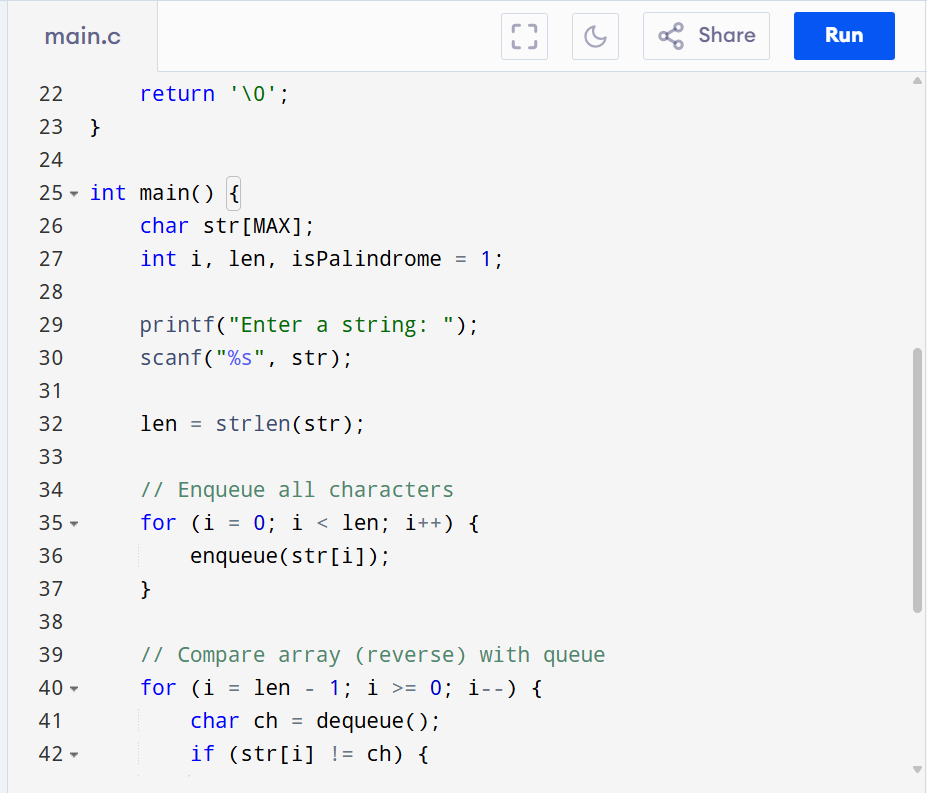 main.c
Share
Run
22 return '\0';
23 }
24
25 int main() {
26 char str[MAX];
27 int i, len, isPalindrome = 1;
28
29 printf("Enter a string: ");
30 scanf("%s", str);
31
32 len = strlen(str);
33
34 // Enqueue all characters
35 for (i = 0; i < len; i++) {
36 enqueue(str[i]);
37 }
38
39 // Compare array (reverse) with queue
40 for (i = len - 1; i >= 0; i--) {
41 char ch = dequeue();
42 if (str[i] != ch) {